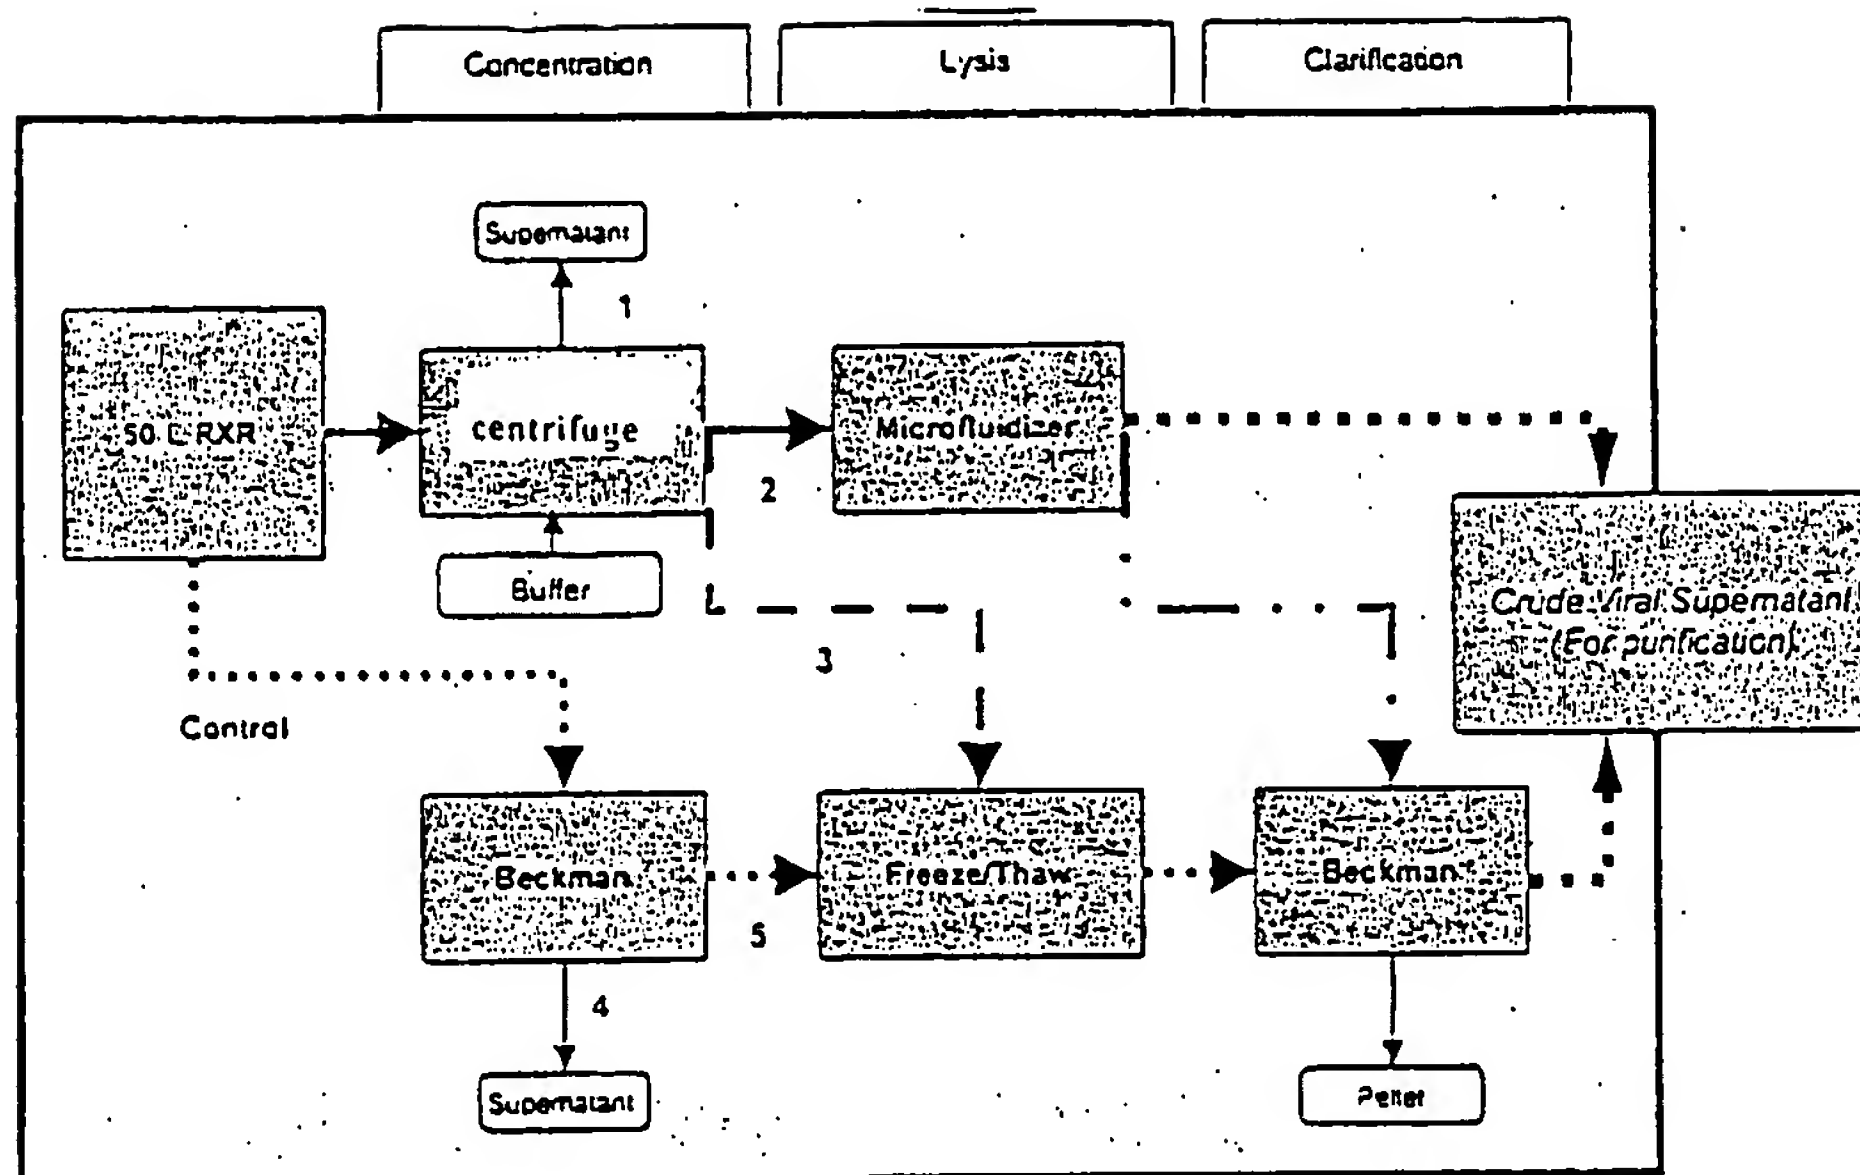 Concentration
Lysis
Clarification
Supernatant
1
50 L RXR
centrifuge
2
Microfluidizer
Buffer
3
Crude Viral Supernatant
(For purification)
Control
Beckman
5
Freeze/Thaw
Beckman
4
Supernatant
Pellet